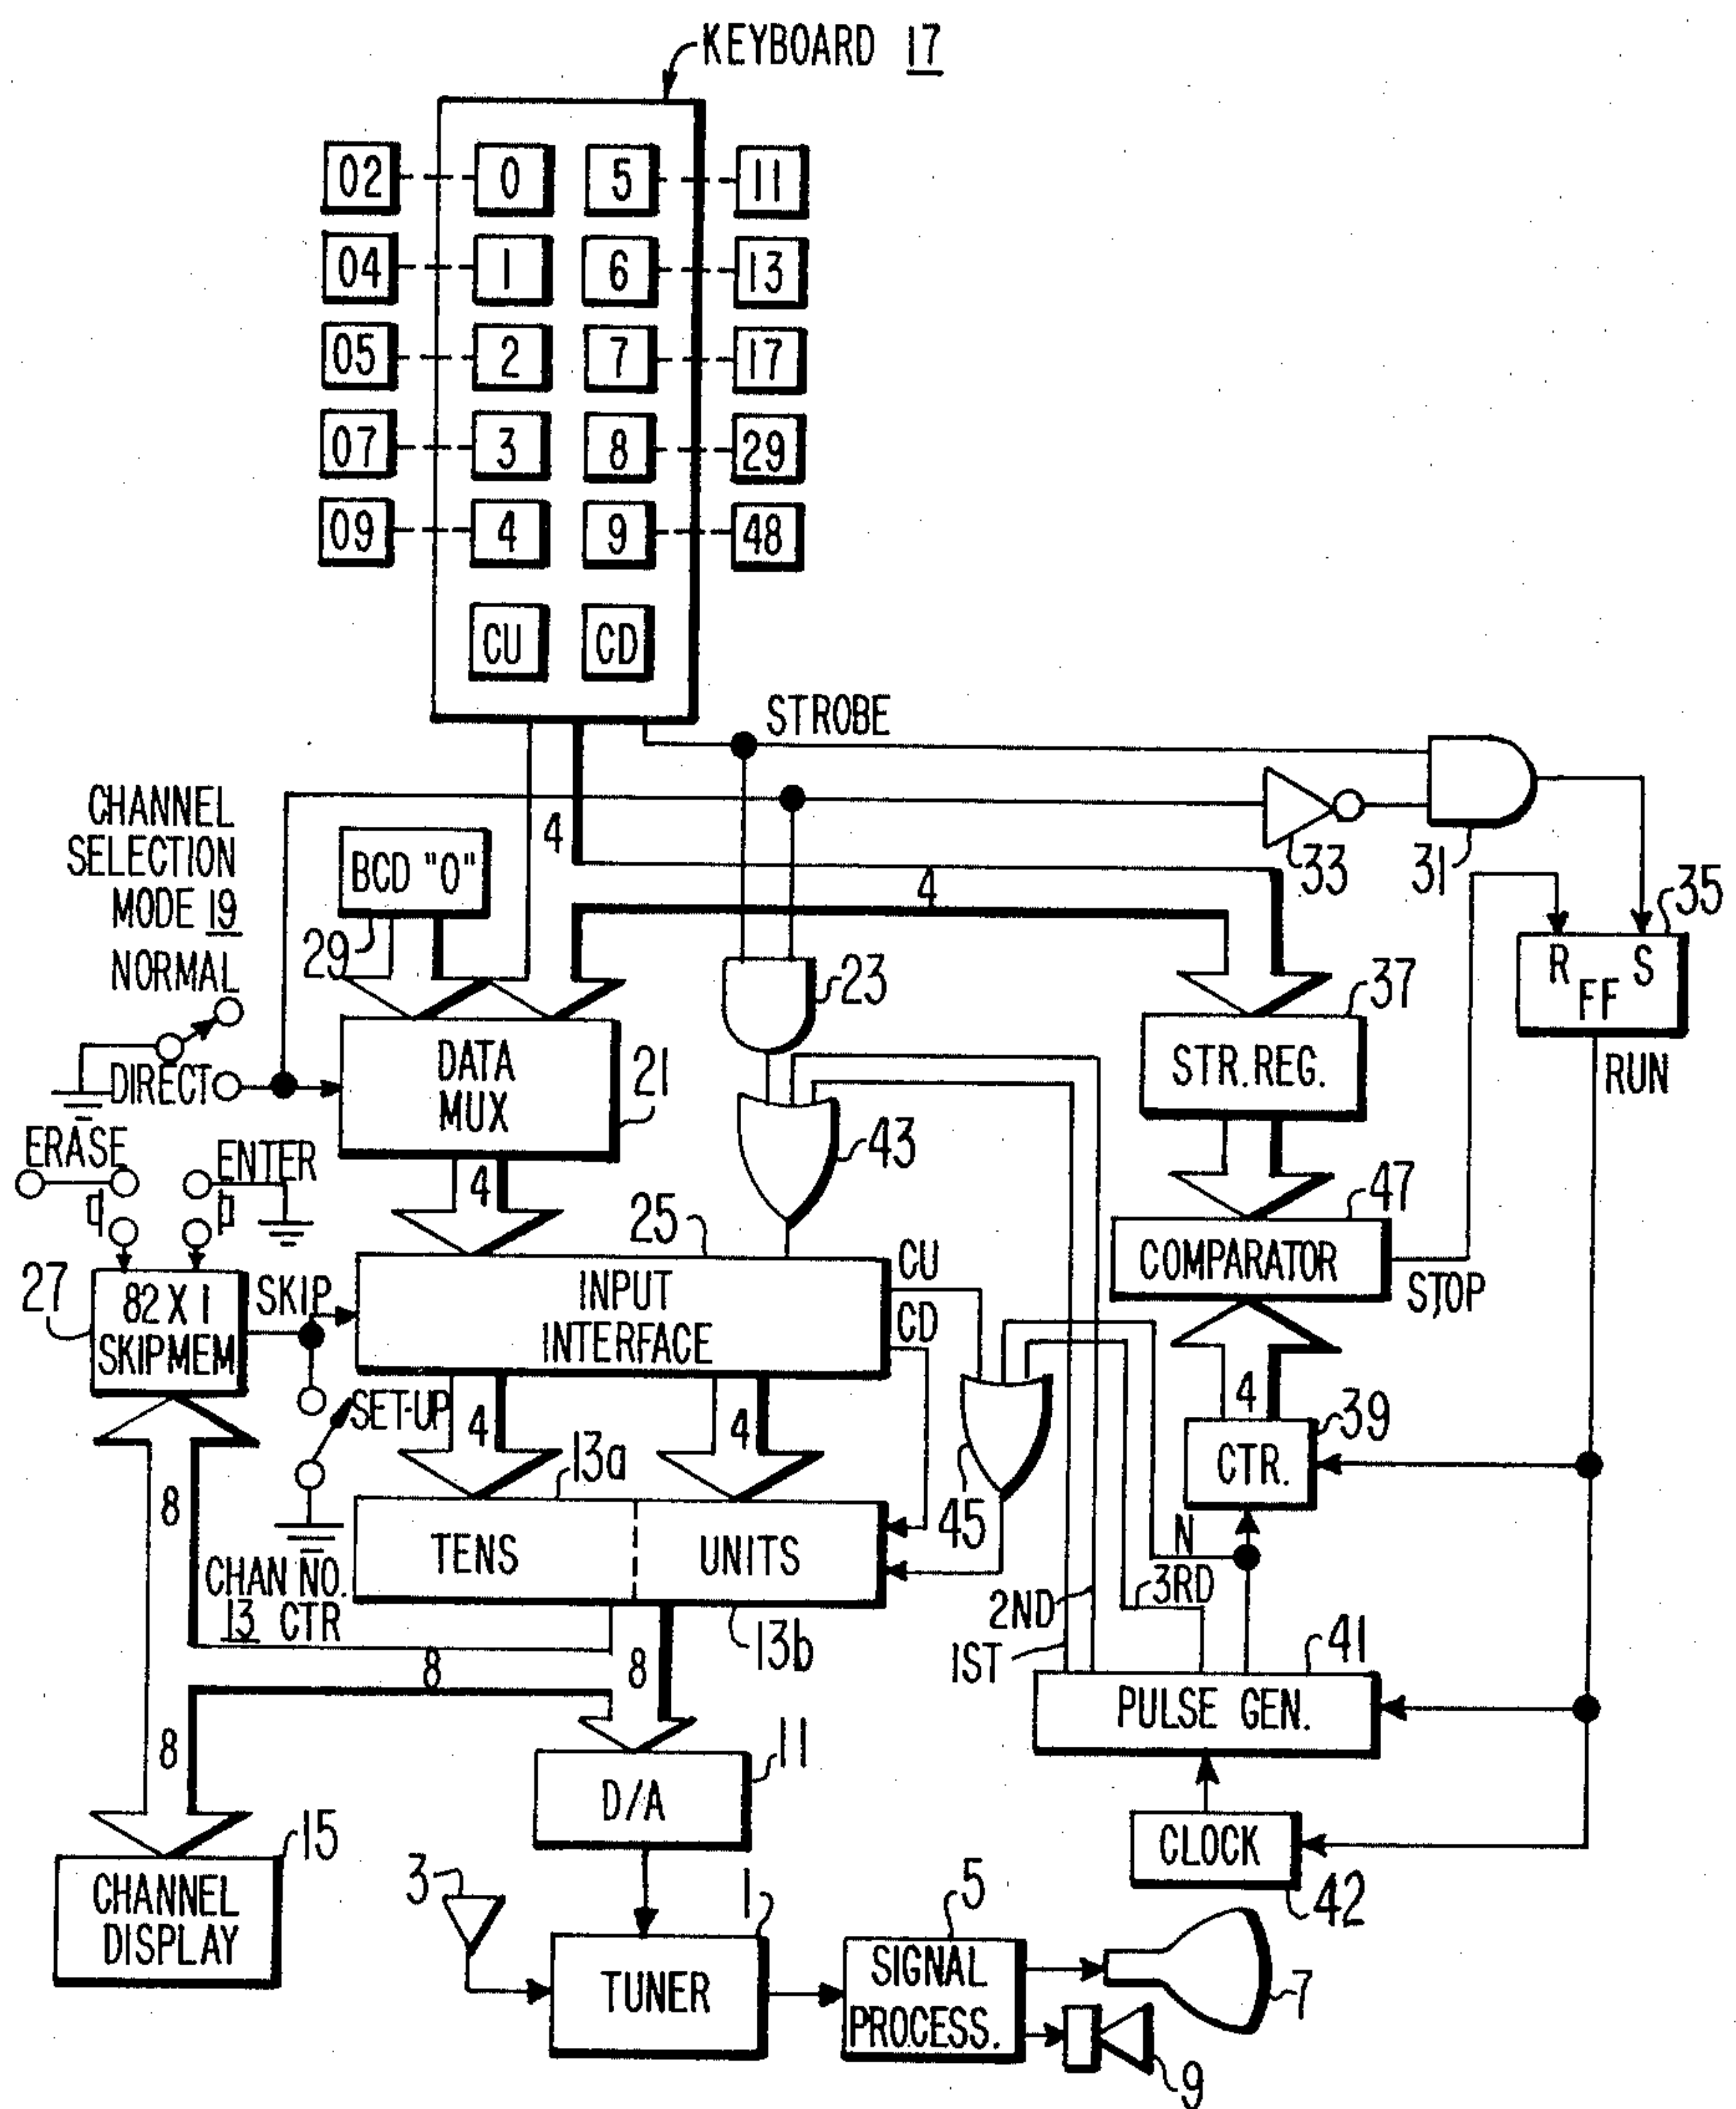 KEYBOARD 17
02 0 5 11
04 1 6 13
05 2 7 17
07 3 8 29
09 4 9 48
CU CD
STROBE
CHANNEL
SELECTION
MODE 19
NORMAL
DIRECT
BCD "0"
29
4
4
33
31
35
R S
FF
RUN
23
37
DATA
MUX
21
STR. REG.
43
ERASE
ENTER
4
25
47
COMPARATOR
STOP
27
82 X 1
SKIP MEM
SKIP
INPUT
INTERFACE
CU
CD
SET-UP
4
4
4
39
CTR.
13a
45
8
TENS
UNITS
N
3RD
2ND
1ST
CHAN NO.
13 CTR
13b
8
8
41
PULSE GEN.
8
11
D/A
15
CLOCK
42
CHANNEL
DISPLAY
3
1
5
TUNER
SIGNAL
PROCESS.
7
9